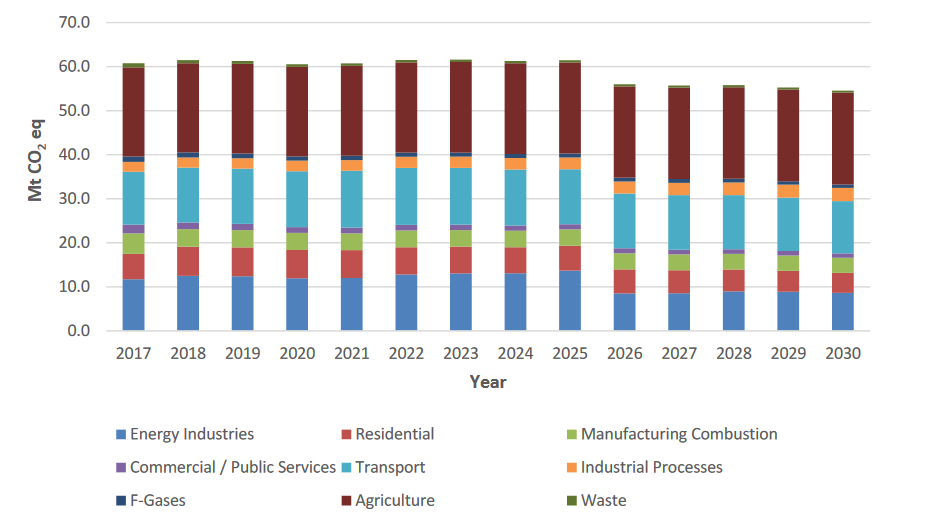 70.0
60.0
50.0
40.0
30.0
20.0
10.0
0.0
Mt CO₂ eq
2017 2018 2019 2020 2021 2022 2023 2024 2025 2026 2027 2028 2029 2030
Year
Energy Industries Residential Manufacturing Combustion
Commercial / Public Services Transport Industrial Processes
F-Gases Agriculture Waste